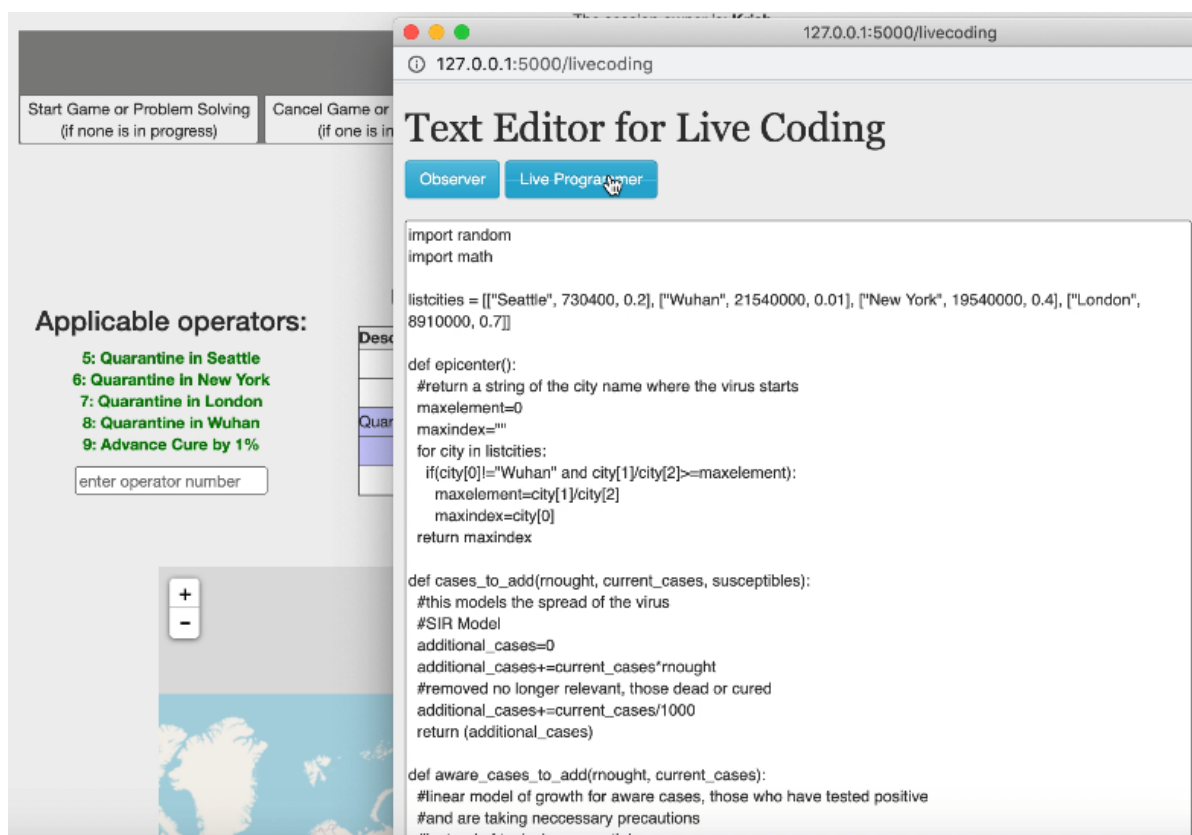 The session owner is: Krish
127.0.0.1:5000/livecoding
127.0.0.1:5000/livecoding
Start Game or Problem Solving
(if none is in progress)
Cancel Game or
(if one is in
Text Editor for Live Coding
Observer
Live Programmer
Applicable operators:
5: Quarantine in Seattle
6: Quarantine in New York
7: Quarantine in London
8: Quarantine in Wuhan
9: Advance Cure by 1%
enter operator number
Desc
Quar
+
-
import random
import math
listcities = [["Seattle", 730400, 0.2], ["Wuhan", 21540000, 0.01], ["New York", 19540000, 0.4], ["London",
8910000, 0.7]]
def epicenter():
#return a string of the city name where the virus starts
maxelement=0
maxindex=""
for city in listcities:
if(city[0]!="Wuhan" and city[1]/city[2]>=maxelement):
maxelement=city[1]/city[2]
maxindex=city[0]
return maxindex
def cases_to_add(rnought, current_cases, susceptibles):
#this models the spread of the virus
#SIR Model
additional_cases=0
additional_cases+=current_cases*rnought
#removed no longer relevant, those dead or cured
additional_cases+=current_cases/1000
return (additional_cases)
def aware_cases_to_add(rnought, current_cases):
#linear model of growth for aware cases, those who have tested positive
#and are taking neccessary precautions